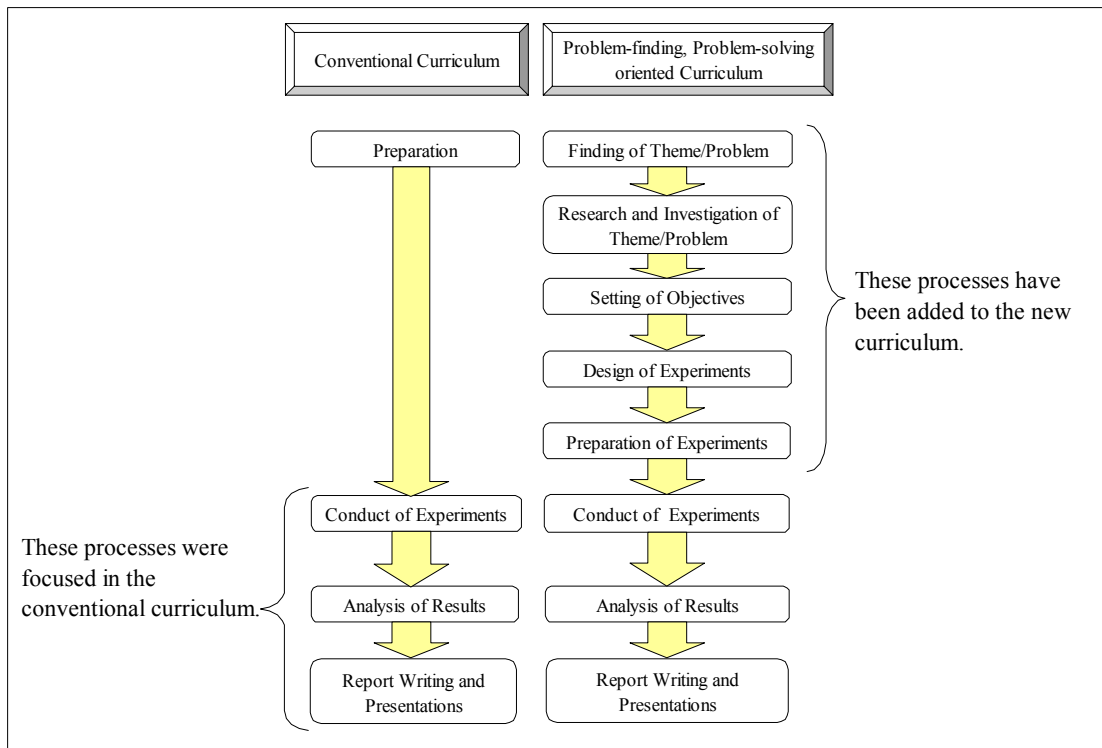 Conventional Curriculum
Problem-finding, Problem-solving
oriented Curriculum
Preparation
Finding of Theme/Problem
Research and Investigation of
Theme/Problem
Setting of Objectives
Design of Experiments
Preparation of Experiments
These processes have
been added to the new
curriculum.
Conduct of Experiments
Conduct of Experiments
These processes were
focused in the
conventional curriculum.
Analysis of Results
Analysis of Results
Report Writing and
Presentations
Report Writing and
Presentations